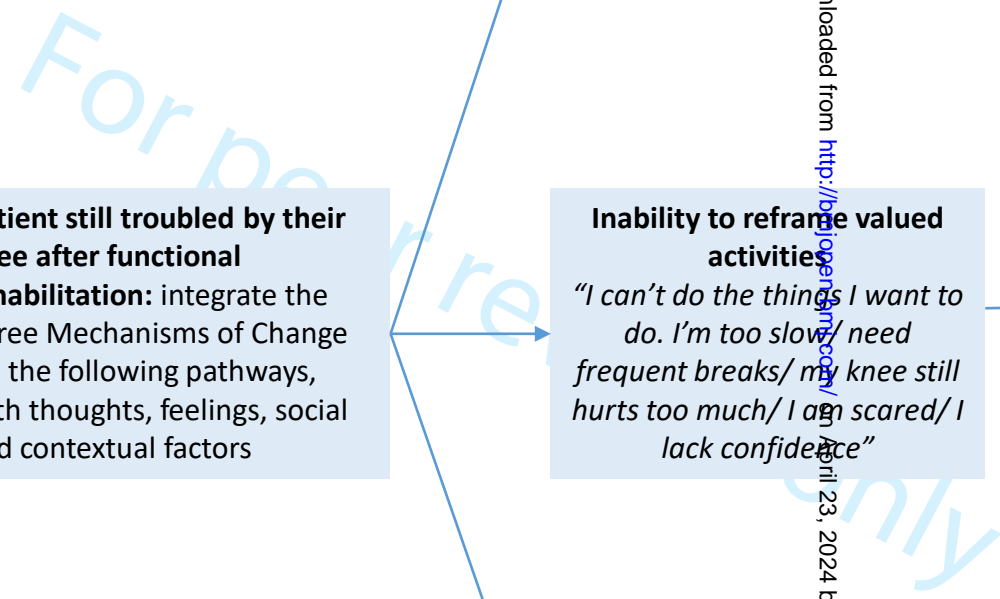 tient still troubled by their
ee after functional
nabilitation: integrate the
ree Mechanisms of Change
the following pathways,
th thoughts, feelings, social
d contextual factors
Inability to reframe valued
activities
“I can’t do the things I want to
do. I’m too slow/ need
frequent breaks/ my knee still
hurts too much/ I am scared/ I
lack confidence”
nloaded from http://bmjopen.bmj.com/ on April 23, 2024 b
For peer review only